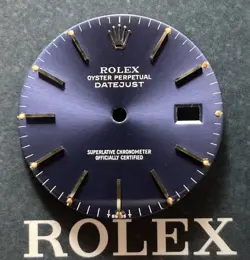 ROLEX
OYSTER PERPETUAL
DATEJUST
SUPERLATIVE CHRONOMETER
OFFICIALLY CERTIFIED
ROLEX